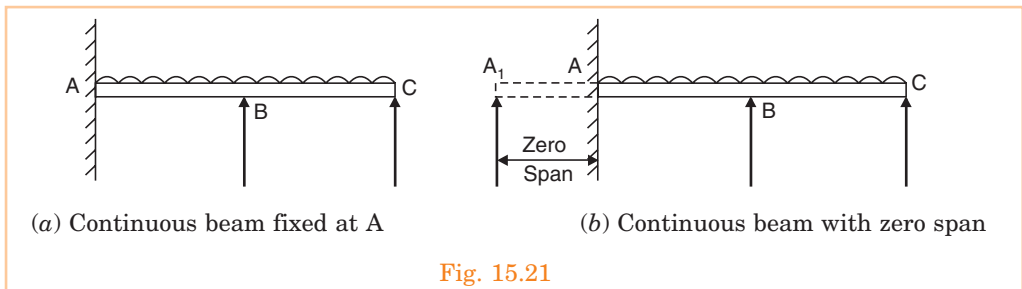 A
B
C
(a) Continuous beam fixed at A
A1
A
Zero
Span
B
C
(b) Continuous beam with zero span
Fig. 15.21